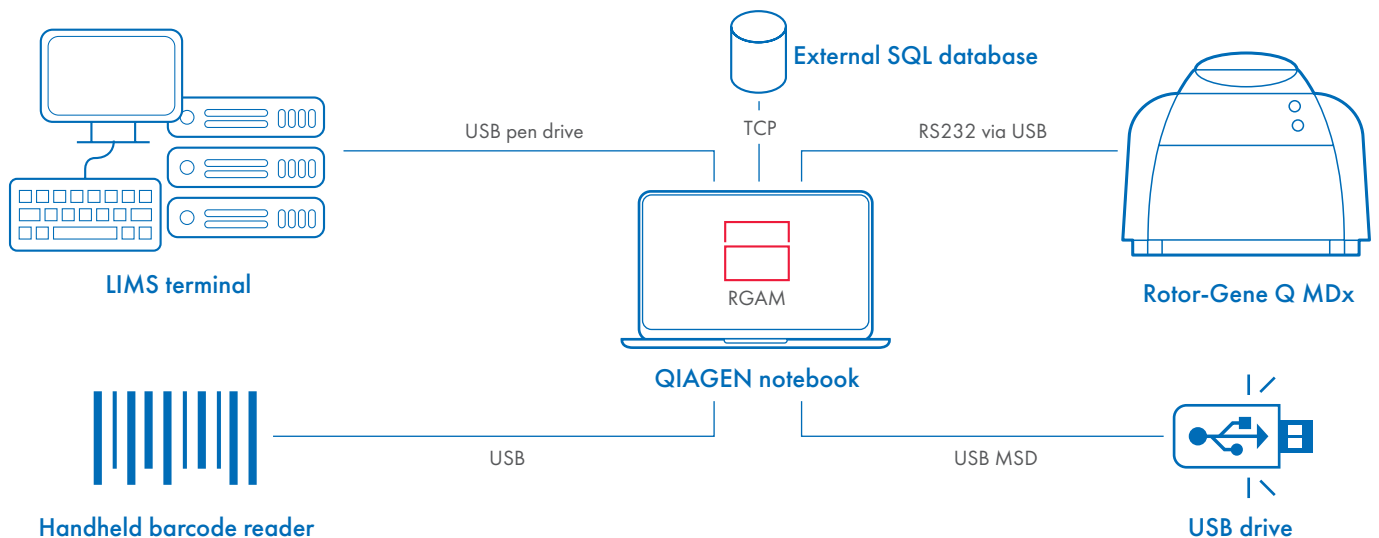 External SQL database
USB pen drive
TCP
RS232 via USB
RGAM
LIMS terminal
Rotor-Gene Q MDx
QIAGEN notebook
USB
USB MSD
Handheld barcode reader
USB drive